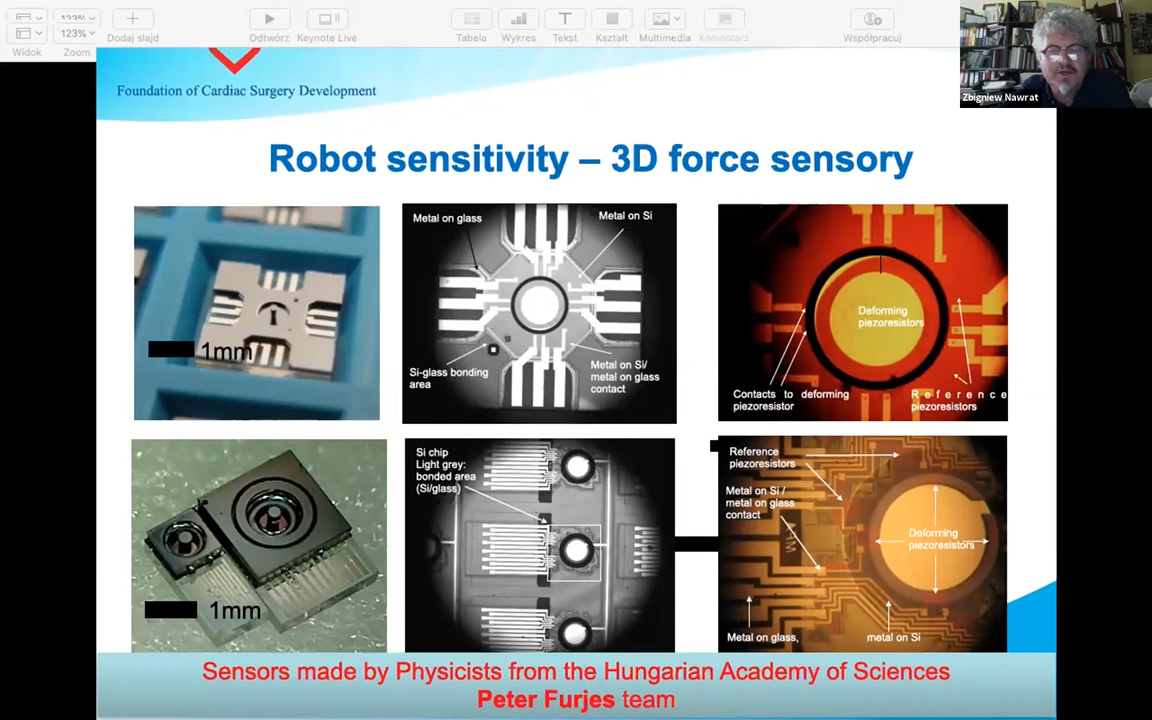 123%
123%
Dodaj slajd
Odtwórz
Keynote Live
Tabela
Wykres
Tekst
Kształt
Multimedia
Komentarz
Współpracuj
Widok
Zoom
Zbigniew Nawrat
Foundation of Cardiac Surgery Development
Robot sensitivity – 3D force sensory
1mm
Metal on glass
Metal on Si
Si-glass bonding
area
Metal on Si/
metal on glass
contact
Deforming
piezoresistors
Contacts to deforming
piezoresistor
Reference
piezoresistors
1mm
Si chip
Light grey:
bonded area
(Si/glass)
Reference
piezoresistors
Metal on Si /
metal on glass
contact
Deforming
piezoresistors
Metal on glass,
metal on Si
Sensors made by Physicists from the Hungarian Academy of Sciences
Peter Furjes team